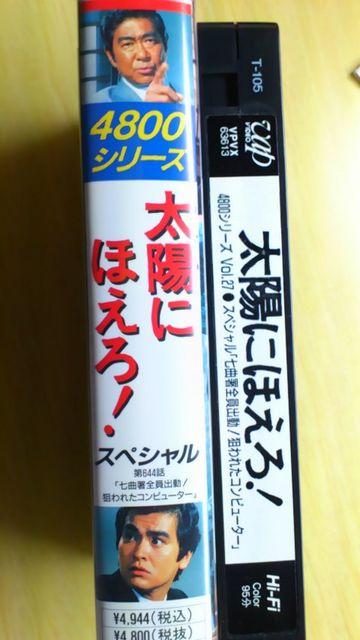 4800
シリーズ
太陽に
ほえろ!
スペシャル
第644話
「七曲署全員出動!
狙われたコンピューター」
¥4,944(税込)
¥4,800(税抜)
T-105
vap
VIDEO
VPVX
63613
太陽にほえろ!
4800シリーズ Vol.27●スペシャル「七曲署全員出動!狙われたコンピューター」
Hi-Fi
Color
95分